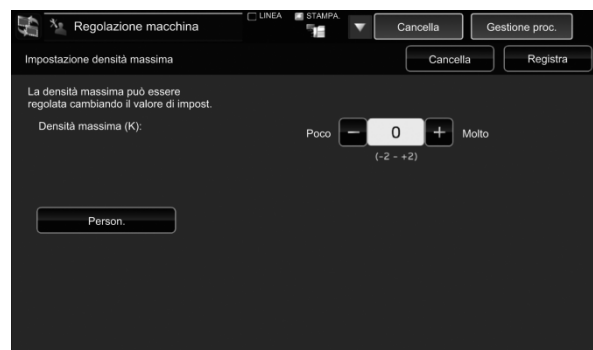 LINEA STAMPA.
Regolazione macchina Cancella Gestione proc.
Impostazione densità massima Cancella Registra
La densità massima può essere
regolata cambiando il valore di impost.
Densità massima (K): Poco − 0 + Molto
(-2 - +2)
Person.